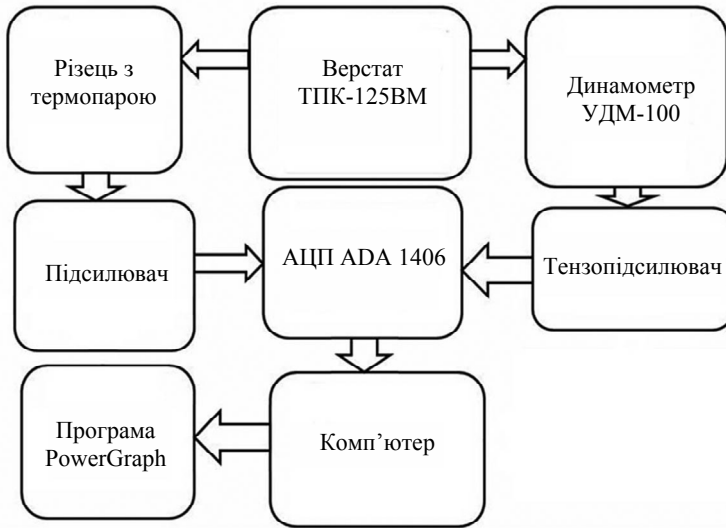 Різець з
термопарою
Верстат
ТПК-125ВМ
Динамометр
УДМ-100
Підсилювач
АЦП ADA 1406
Тензопідсилювач
Програма
PowerGraph
Комп’ютер